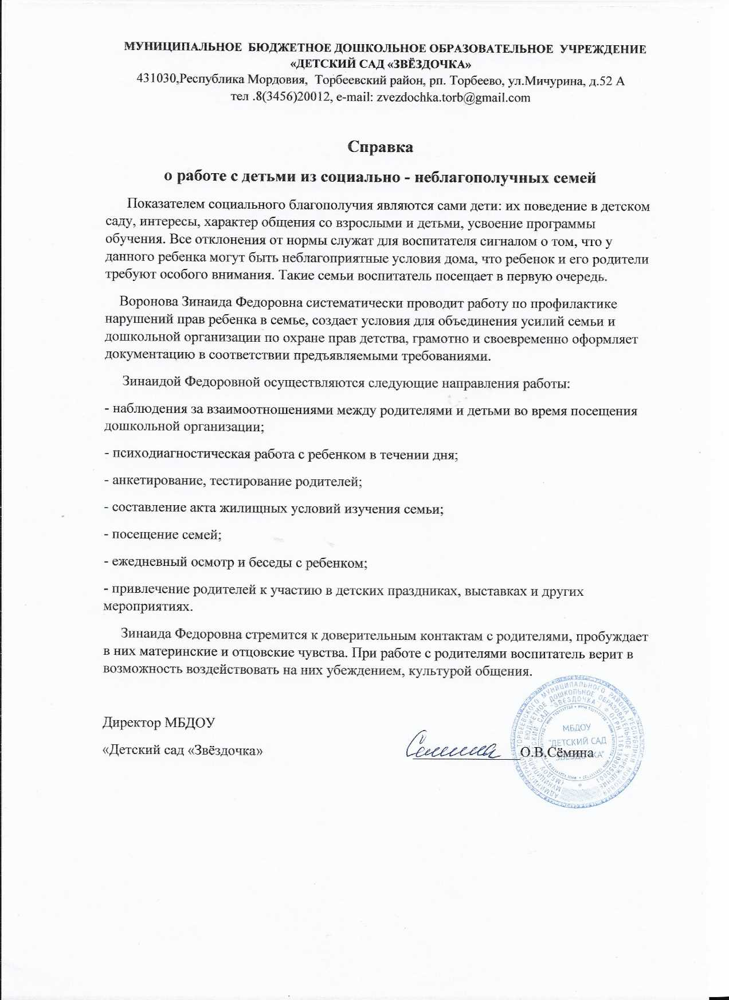 МУНИЦИПАЛЬНОЕ БЮДЖЕТНОЕ ДОШКОЛЬНОЕ ОБРАЗОВАТЕЛЬНОЕ УЧРЕЖДЕНИЕ
«ДЕТСКИЙ САД «ЗВЁЗДОЧКА»
431030,Республика Мордовия, Торбеевский район, рп. Торбеево, ул.Мичурина, д.52 А
тел .8(3456)20012, e-mail: zvezdochka.torb@gmail.com
Справка
о работе с детьми из социально - неблагополучных семей
Показателем социального благополучия являются сами дети: их поведение в детском
саду, интересы, характер общения со взрослыми и детьми, усвоение программы
обучения. Все отклонения от нормы служат для воспитателя сигналом о том, что у
данного ребенка могут быть неблагоприятные условия дома, что ребенок и его родители
требуют особого внимания. Такие семьи воспитатель посещает в первую очередь.
Воронова Зинаида Федоровна систематически проводит работу по профилактике
нарушений прав ребенка в семье, создает условия для объединения усилий семьи и
дошкольной организации по охране прав детства, грамотно и своевременно оформляет
документацию в соответствии предъявляемыми требованиями.
Зинаидой Федоровной осуществляются следующие направления работы:
- наблюдения за взаимоотношениями между родителями и детьми во время посещения
дошкольной организации;
- психодиагностическая работа с ребенком в течении дня;
- анкетирование, тестирование родителей;
- составление акта жилищных условий изучения семьи;
- посещение семей;
- ежедневный осмотр и беседы с ребенком;
- привлечение родителей к участию в детских праздниках, выставках и других
мероприятиях.
Зинаида Федоровна стремится к доверительным контактам с родителями, пробуждает
в них материнские и отцовские чувства. При работе с родителями воспитатель верит в
возможность воздействовать на них убеждением, культурой общения.
Директор МБДОУ
«Детский сад «Звёздочка» О.В.Сёмина
МБДОУ
"ДЕТСКИЙ САД
ЗВЁЗДОЧКА"